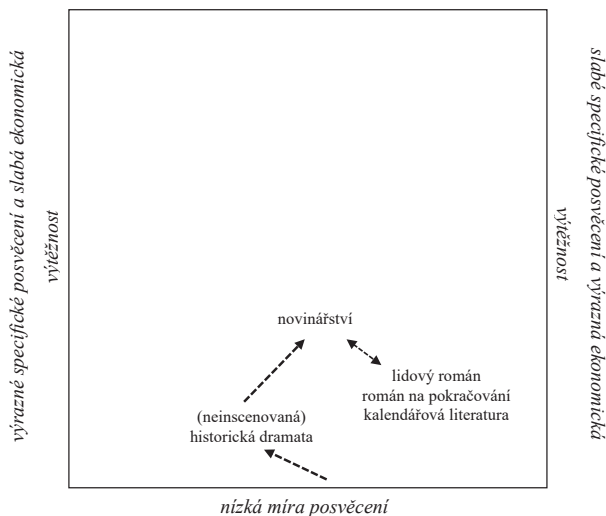 výrazné specifické posvěcení a slabá ekonomická
výtěžnost
novinářství
lidový román
román na pokračování
kalendářová literatura
(neinscenovaná)
historická dramata
slabé specifické posvěcení a výrazná ekonomická
výtěžnost
nízká míra posvěcení